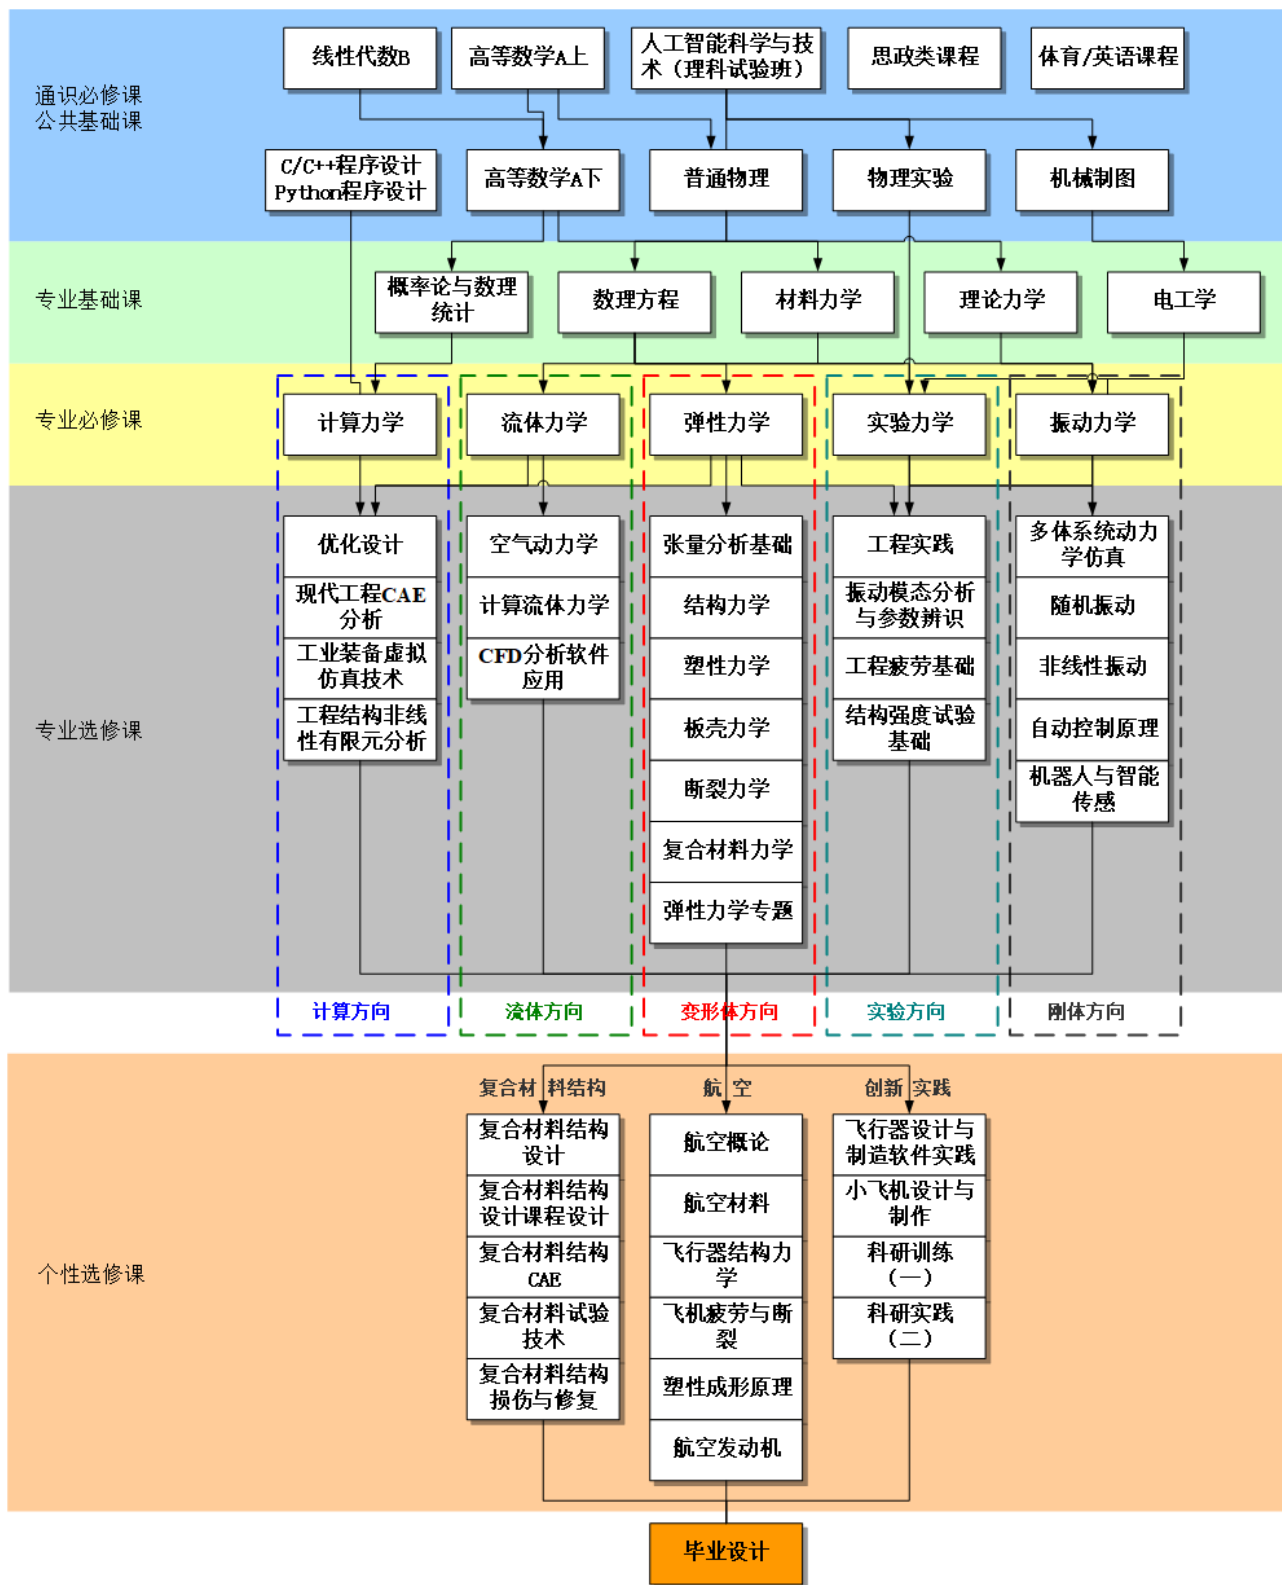 线性代数B
高等数学A上
人工智能科学与技
术（理科试验班）
思政类课程
体育/英语课程
通识必修课
公共基础课
C/C++程序设计
Python程序设计
高等数学A下
普通物理
物理实验
机械制图
专业基础课
概率论与数理
统计
数理方程
材料力学
理论力学
电工学
专业必修课
计算力学
流体力学
弹性力学
实验力学
振动力学
专业选修课
优化设计
现代工程CAE
分析
工业装备虚拟
仿真技术
工程结构非线
性有限元分析
空气动力学
计算流体力学
CFD分析软件
应用
张量分析基础
结构力学
塑性力学
板壳力学
断裂力学
复合材料力学
弹性力学专题
工程实践
振动模态分析
与参数辨识
工程疲劳基础
结构强度试验
基础
多体系统动力
学仿真
随机振动
非线性振动
自动控制原理
机器人与智能
传感
计算方向
流体方向
变形体方向
实验方向
刚体方向
个性选修课
复合材料结构
复合材料结构
设计
复合材料结构
设计课程设计
复合材料结构
CAE
复合材料试验
技术
复合材料结构
损伤与修复
航空
航空概论
航空材料
飞行器结构力
学
飞机疲劳与断
裂
塑性成形原理
航空发动机
创新实践
飞行器设计与
制造软件实践
小飞机设计与
制作
科研训练
（一）
科研实践
（二）
毕业设计